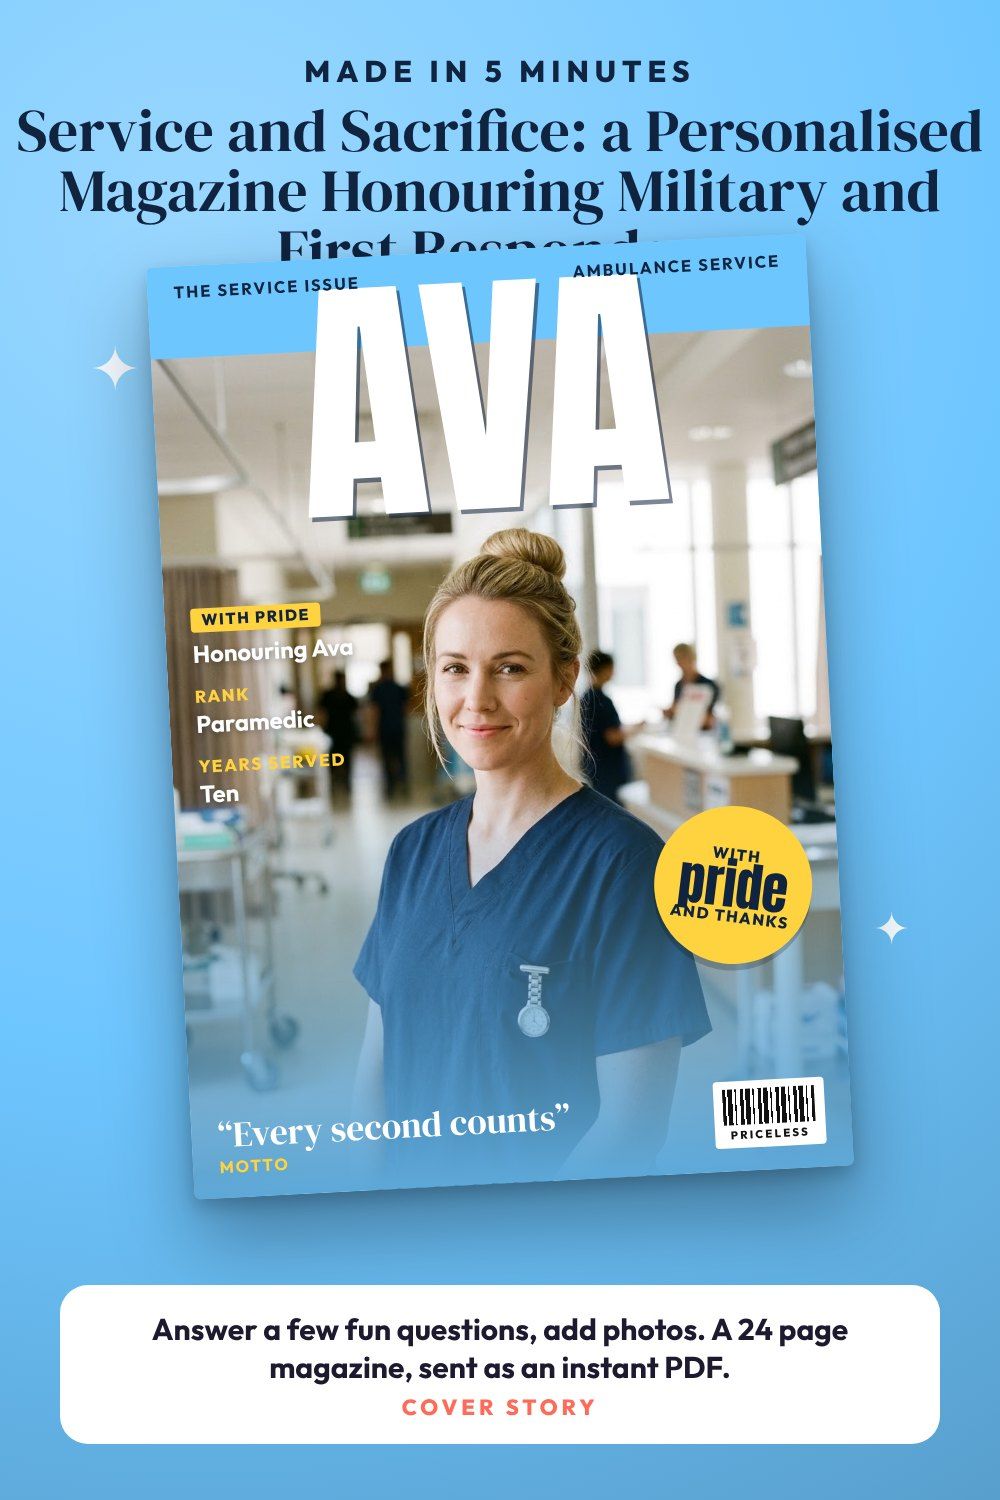 MADE IN 5 MINUTES
Service and Sacrifice: a Personalised
Magazine Honouring Military and
First
THE SERVICE ISSUE
AMBULANCE SERVICE
AVA
WITH PRIDE
Honouring Ava
RANK
Paramedic
YEARS SERVED
Ten
WITH
pride
AND THANKS
“Every second counts”
MOTTO
PRICELESS
Answer a few fun questions, add photos. A 24 page
magazine, sent as an instant PDF.
COVER STORY